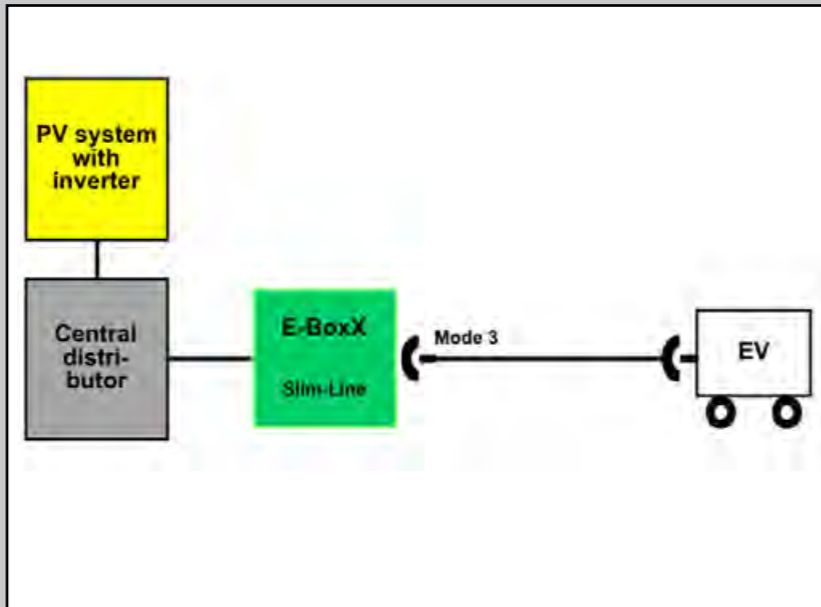 PV system
with
inverter
Central
distri-
butor
E-BoxX
Slim-Line
Mode 3
EV